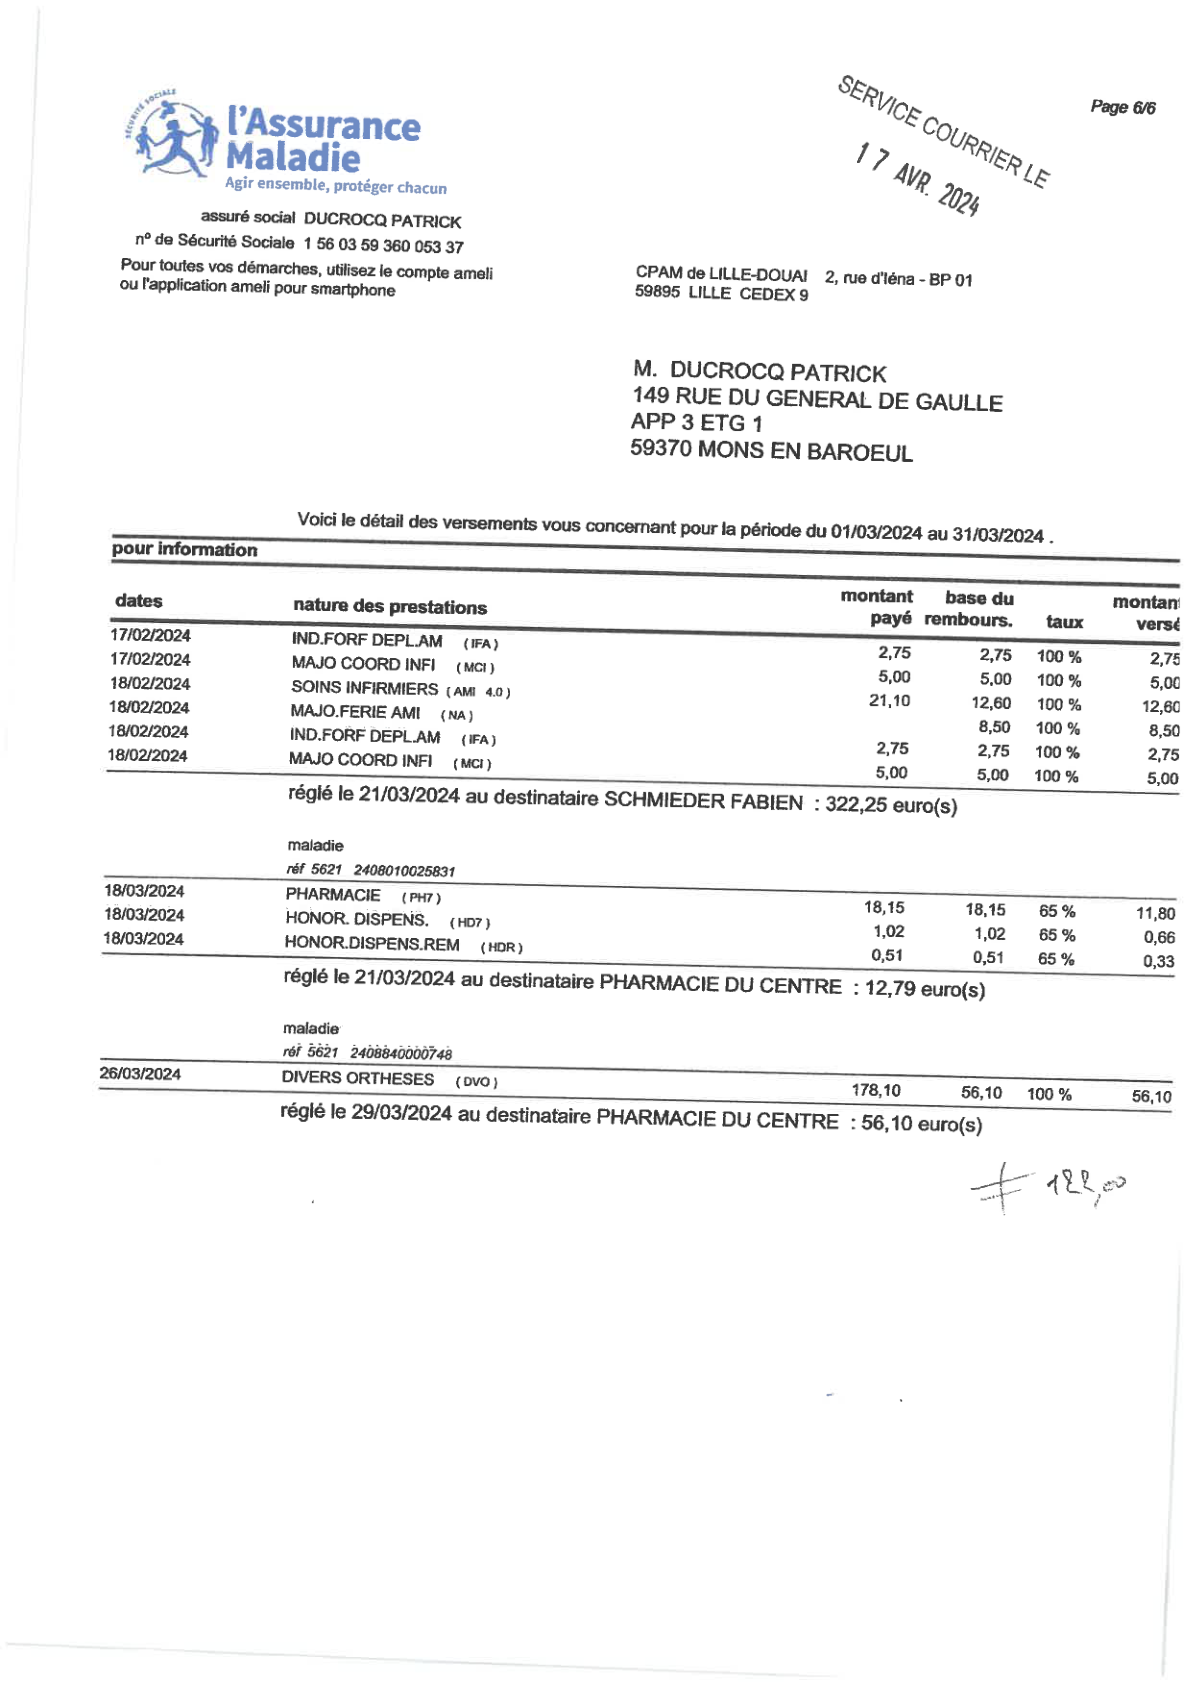 SERVICE COURRIER LE
17 AVR. 2024
Page 6/6
SÉCURITÉ SOCIALE
l'Assurance
Maladie
Agir ensemble, protéger chacun
assuré social DUCROCQ PATRICK
n° de Sécurité Sociale 1 56 03 59 360 053 37
Pour toutes vos démarches, utilisez le compte ameli
ou l'application ameli pour smartphone
CPAM de LILLE-DOUAI 2, rue d'Iéna - BP 01
59895 LILLE CEDEX 9
M. DUCROCQ PATRICK
149 RUE DU GENERAL DE GAULLE
APP 3 ETG 1
59370 MONS EN BAROEUL
Voici le détail des versements vous concernant pour la période du 01/03/2024 au 31/03/2024 .
pour information
dates nature des prestations montant payé base du rembours. taux montan versé
17/02/2024 IND.FORF DEPL.AM (IFA) 2,75 2,75 100 % 2,75
17/02/2024 MAJO COORD INFI (MCI) 5,00 5,00 100 % 5,00
18/02/2024 SOINS INFIRMIERS (AMI 4.0) 21,10 12,60 100 % 12,60
18/02/2024 MAJO.FERIE AMI (NA) 8,50 100 % 8,50
18/02/2024 IND.FORF DEPL.AM (IFA) 2,75 2,75 100 % 2,75
18/02/2024 MAJO COORD INFI (MCI) 5,00 5,00 100 % 5,00
réglé le 21/03/2024 au destinataire SCHMIEDER FABIEN : 322,25 euro(s)
maladie
réf 5621 2408010025831
18/03/2024 PHARMACIE (PH7) 18,15 18,15 65 % 11,80
18/03/2024 HONOR. DISPENS. (HD7) 1,02 1,02 65 % 0,66
18/03/2024 HONOR.DISPENS.REM (HDR) 0,51 0,51 65 % 0,33
réglé le 21/03/2024 au destinataire PHARMACIE DU CENTRE : 12,79 euro(s)
maladie
réf 5621 2408840000748
26/03/2024 DIVERS ORTHESES (DVO) 178,10 56,10 100 % 56,10
réglé le 29/03/2024 au destinataire PHARMACIE DU CENTRE : 56,10 euro(s)
≠ 122,00